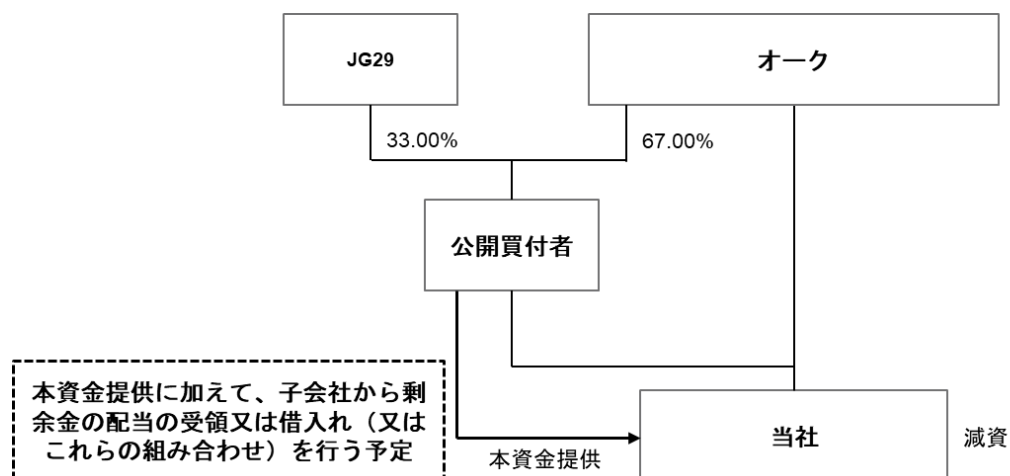 JG29
オーク
33.00%
67.00%
公開買付者
本資金提供に加えて、子会社から剰
余金の配当の受領又は借入れ（又は
これらの組み合わせ）を行う予定
本資金提供
当社
減資